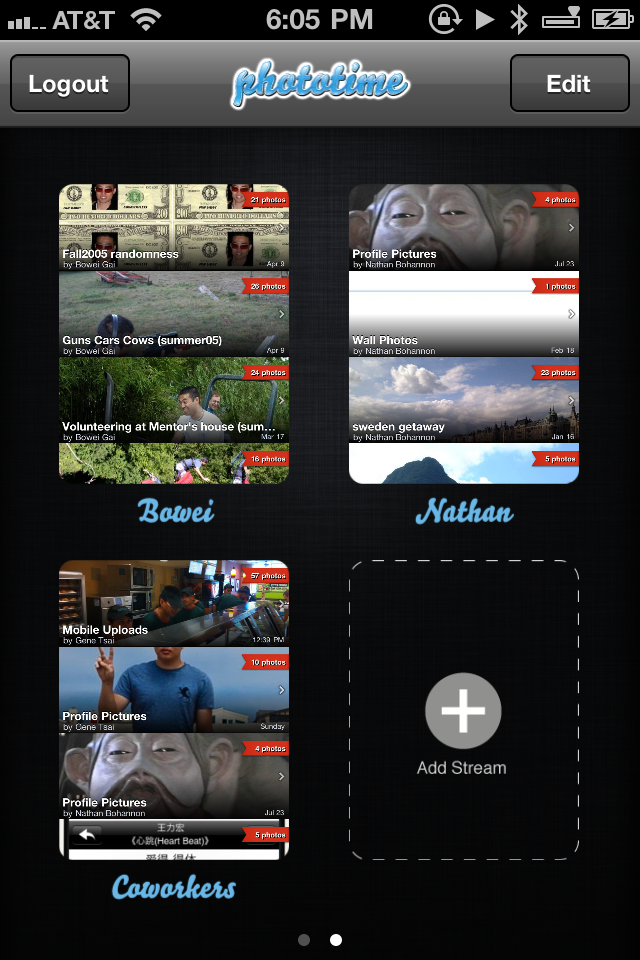 AT&T
6:05 PM
Logout
phototime
Edit
21 photos
Fall2005 randomness
by Bowei Gai
Apr 9
26 photos
Guns Cars Cows (summer05)
by Bowei Gai
Apr 9
24 photos
Volunteering at Mentor's house (sum...
by Bowei Gai
Mar 17
16 photos
Bowei
4 photos
Profile Pictures
by Nathan Bohannon
Jul 23
1 photos
Wall Photos
by Nathan Bohannon
Feb 18
23 photos
sweden getaway
by Nathan Bohannon
Jan 16
5 photos
Nathan
57 photos
Mobile Uploads
by Gene Tsai
12:39 PM
10 photos
Profile Pictures
by Gene Tsai
Sunday
4 photos
Profile Pictures
by Nathan Bohannon
Jul 23
王力宏
《心跳(Heart Beat)》
5 photos
Coworkers
Add Stream